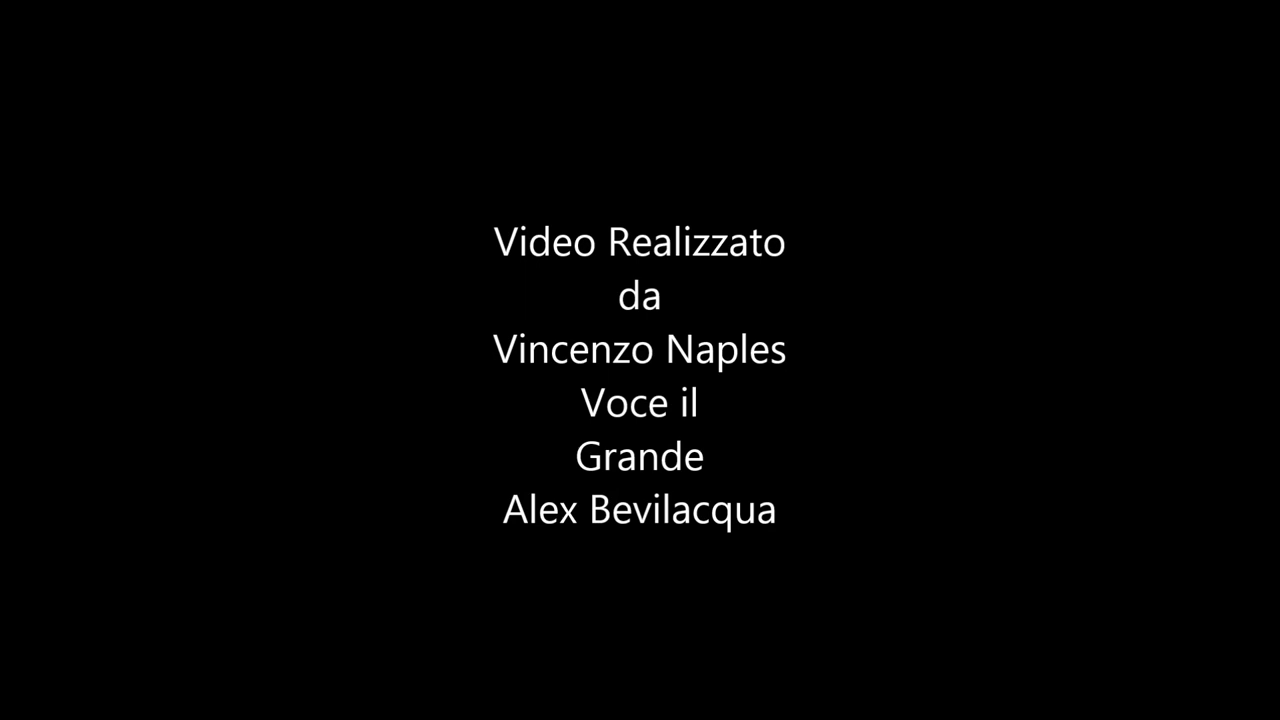 Video Realizzato
da
Vincenzo Naples
Voce il
Grande
Alex Bevilacqua